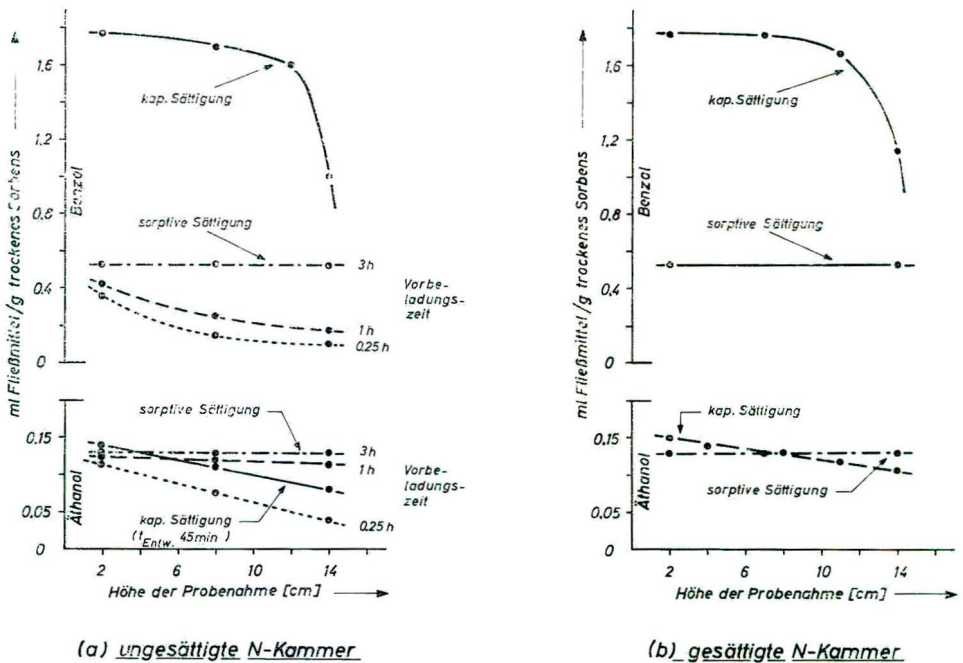 ml Fließmittel/g trockenes Sorbens
Benzol
1,6
1,2
0,8
0,4
0
kap. Sättigung
sorptive Sättigung
3h
1h
0,25h
Vorbe-
ladungs-
zeit
Äthanol
0,15
0,05
0
sorptive Sättigung
3h
1h
0,25h
Vorbe-
ladungs-
zeit
kap. Sättigung
(tEntw. 45min )
2
6
10
14
Höhe der Probenahme [cm]
(a) ungesättigte N-Kammer
ml Fließmittel/g trockenes Sorbens
Benzol
1,6
1,2
0,8
0,4
0
kap. Sättigung
sorptive Sättigung
Äthanol
0,15
0,05
0
kap. Sättigung
sorptive Sättigung
2
6
10
14
Höhe der Probenahme [cm]
(b) gesättigte N-Kammer